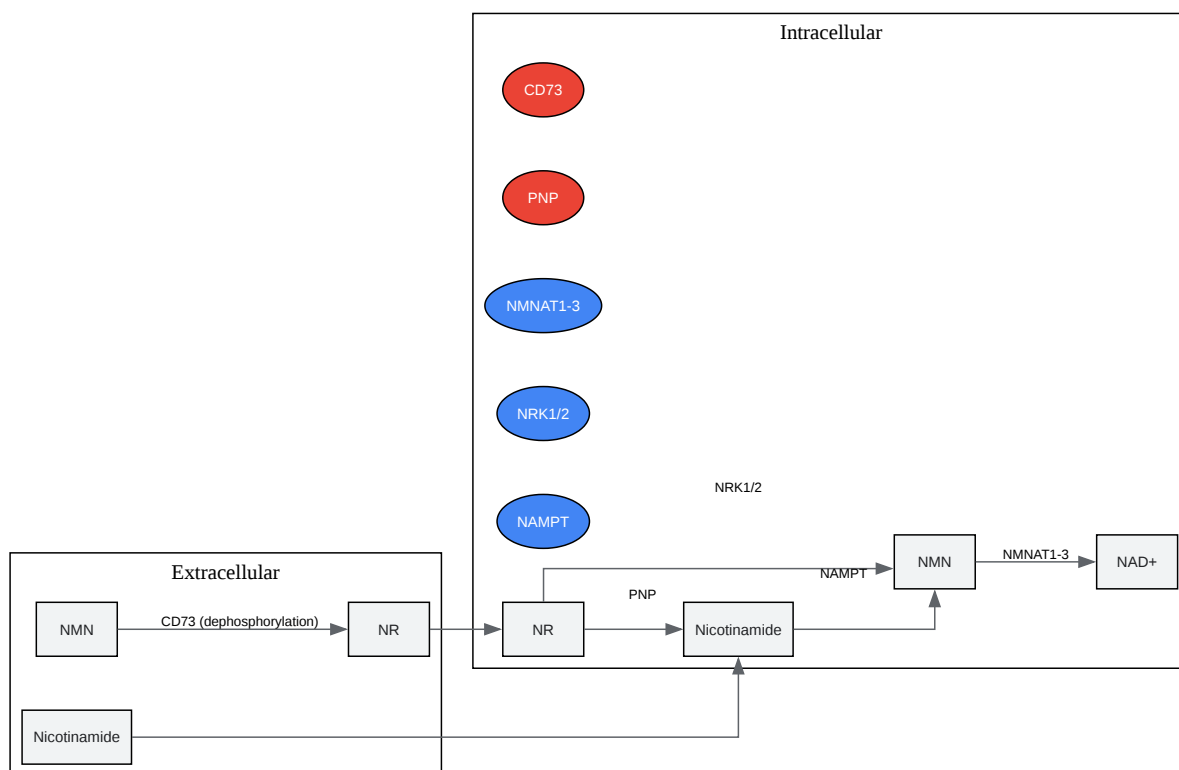 Intracellular
CD73
PNP
NMNAT1-3
NRK1/2
NRK1/2
NAMPT
NMN
NMNAT1-3
NAD+
NAMPT
Extracellular
PNP
NMN
CD73 (dephosphorylation)
NR
NR
Nicotinamide
Nicotinamide